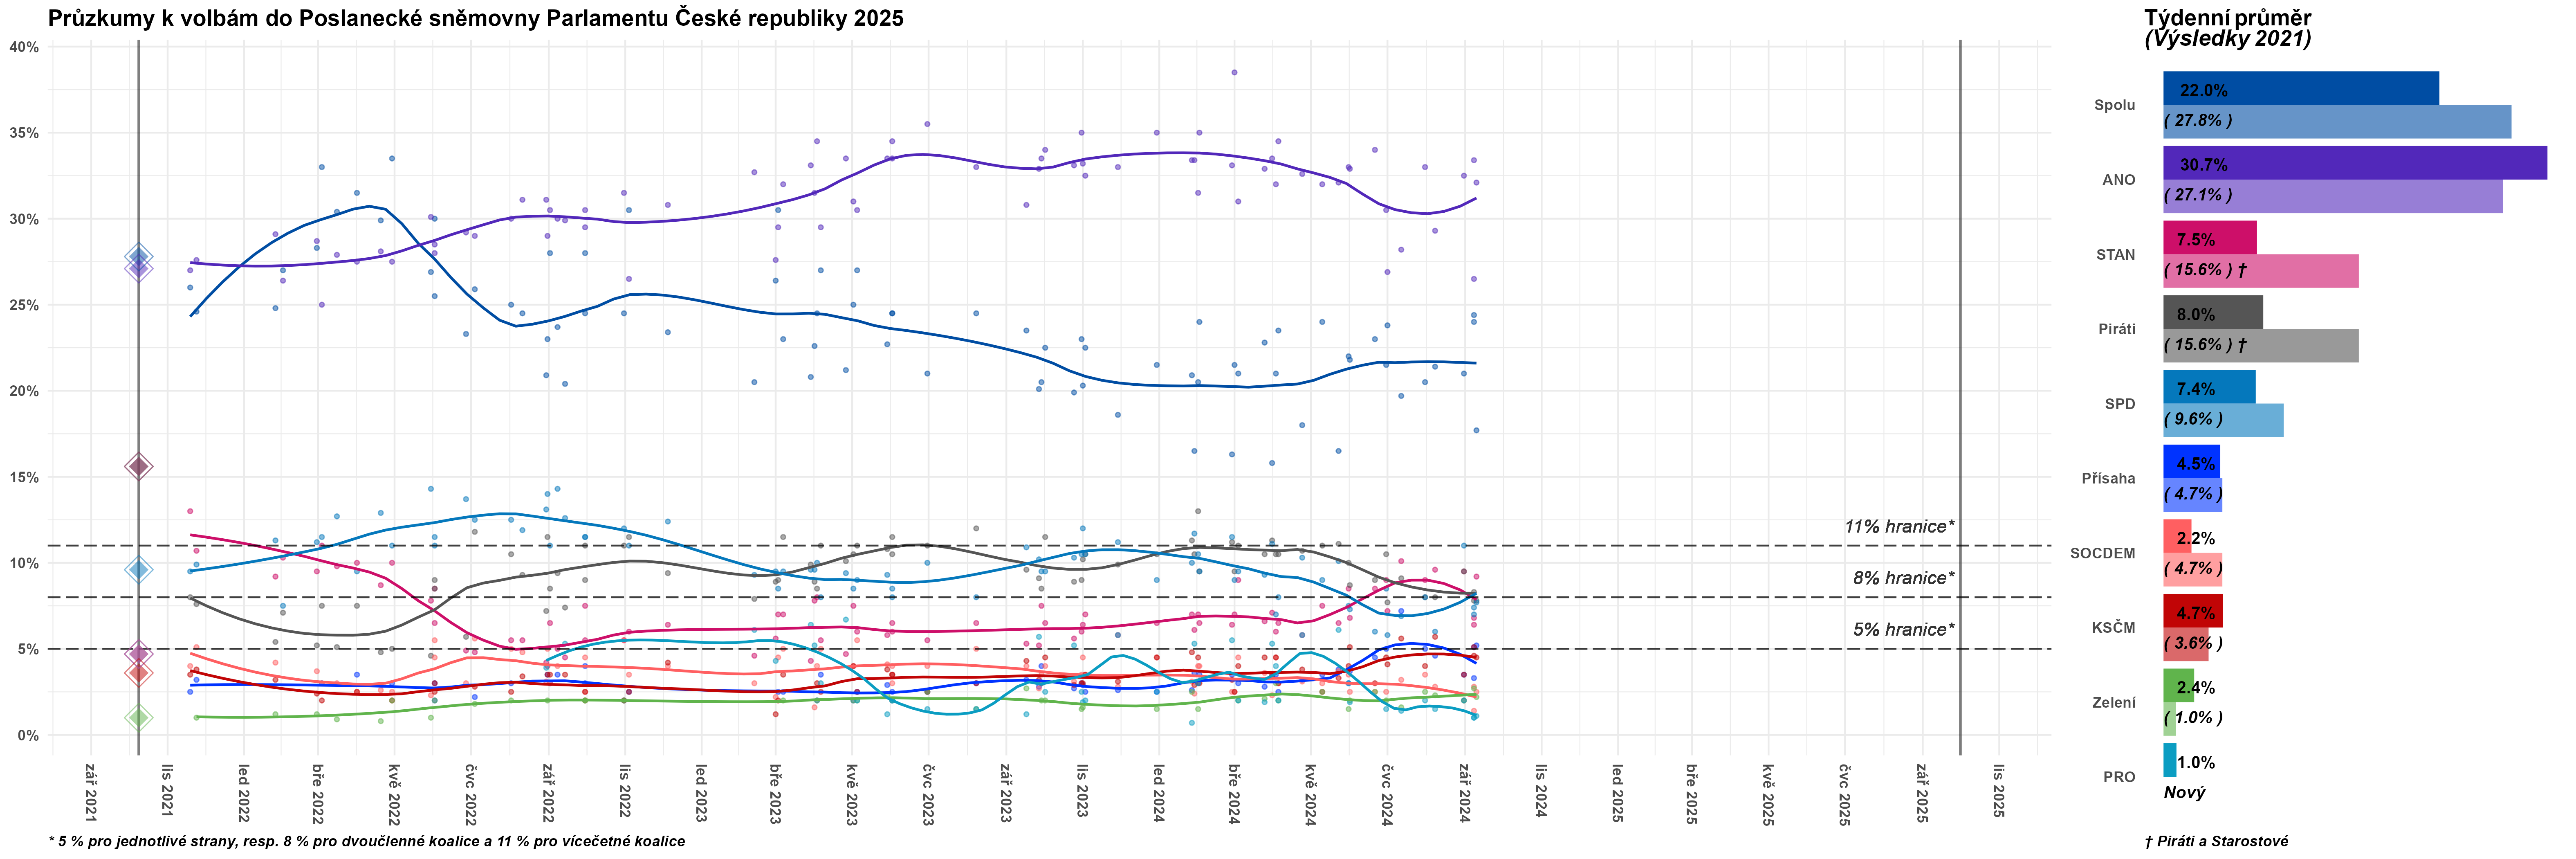 Průzkumy k volbám do Poslanecké sněmovny Parlamentu České republiky 2025
40%
35%
30%
25%
20%
15%
10%
5%
0%
11% hranice*
8% hranice*
5% hranice*
zář 2021
lis 2021
led 2022
bře 2022
kvě 2022
čvc 2022
zář 2022
lis 2022
led 2023
bře 2023
kvě 2023
čvc 2023
zář 2023
lis 2023
led 2024
bře 2024
kvě 2024
čvc 2024
zář 2024
lis 2024
led 2025
bře 2025
kvě 2025
čvc 2025
zář 2025
lis 2025
* 5 % pro jednotlivé strany, resp. 8 % pro dvoučlenné koalice a 11 % pro vícečetné koalice
Týdenní průměr
(Výsledky 2021)
Spolu
22.0%
( 27.8% )
ANO
30.7%
( 27.1% )
STAN
7.5%
( 15.6% ) †
Piráti
8.0%
( 15.6% ) †
SPD
7.4%
( 9.6% )
Přísaha
4.5%
( 4.7% )
SOCDEM
2.2%
( 4.7% )
KSČM
4.7%
( 3.6% )
Zelení
2.4%
( 1.0% )
PRO
1.0%
Nový
† Piráti a Starostové